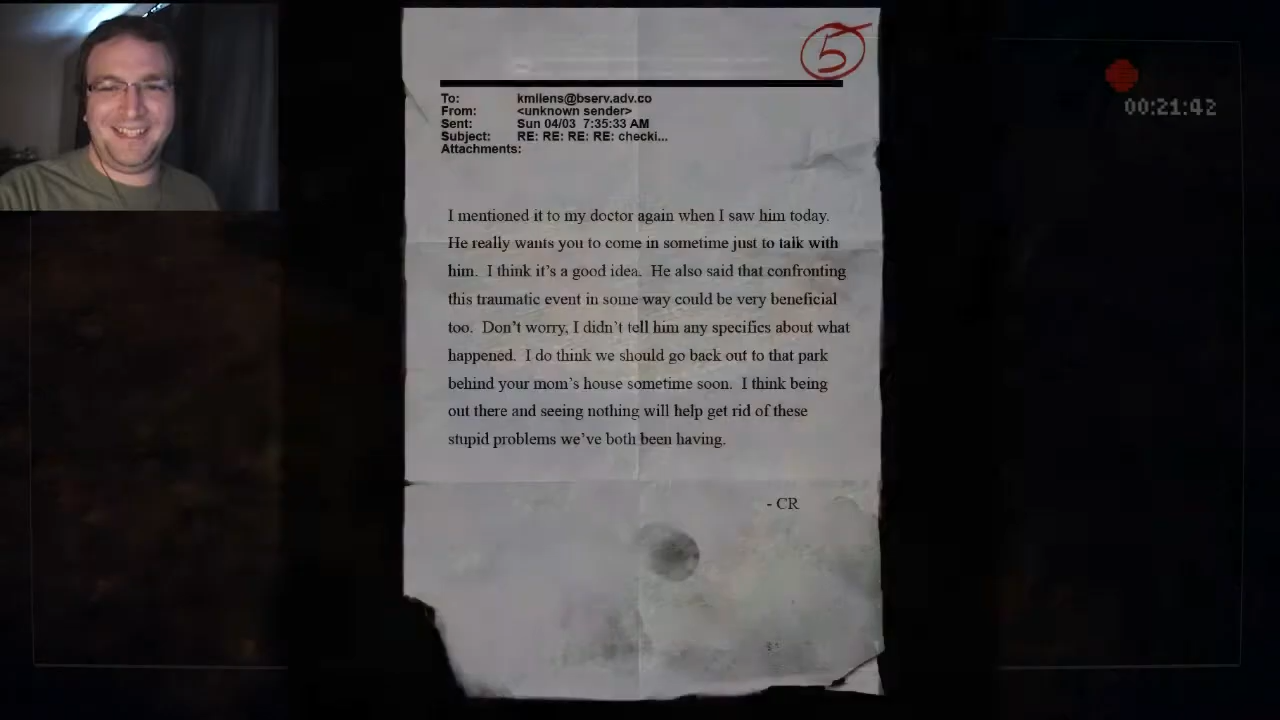 5
00:21:42
To: kmilens@bserv.adv.co
From: <unknown sender>
Sent: Sun 04/03 7:35:33 AM
Subject: RE: RE: RE: RE: checki...
Attachments:
I mentioned it to my doctor again when I saw him today.
He really wants you to come in sometime just to talk with
him. I think it's a good idea. He also said that confronting
this traumatic event in some way could be very beneficial
too. Don't worry, I didn't tell him any specifics about what
happened. I do think we should go back out to that park
behind your mom's house sometime soon. I think being
out there and seeing nothing will help get rid of these
stupid problems we've both been having.
- CR